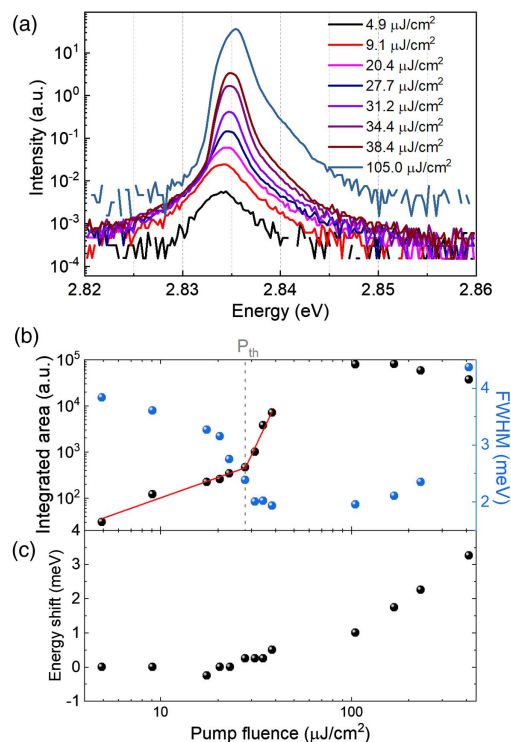 (a)
4.9 μJ/cm²
9.1 μJ/cm²
20.4 μJ/cm²
27.7 μJ/cm²
31.2 μJ/cm²
34.4 μJ/cm²
38.4 μJ/cm²
105.0 μJ/cm²
Intensity (a.u.)
10¹
10⁰
10⁻¹
10⁻²
10⁻³
10⁻⁴
2.82 2.83 2.84 2.85 2.86
Energy (eV)
(b)
P_th
Integrated area (a.u.)
10⁵
10⁴
10³
10²
4
FWHM (meV)
4
3
2
(c)
Energy shift (meV)
3
2
1
0
-1
10 100
Pump fluence (μJ/cm²)